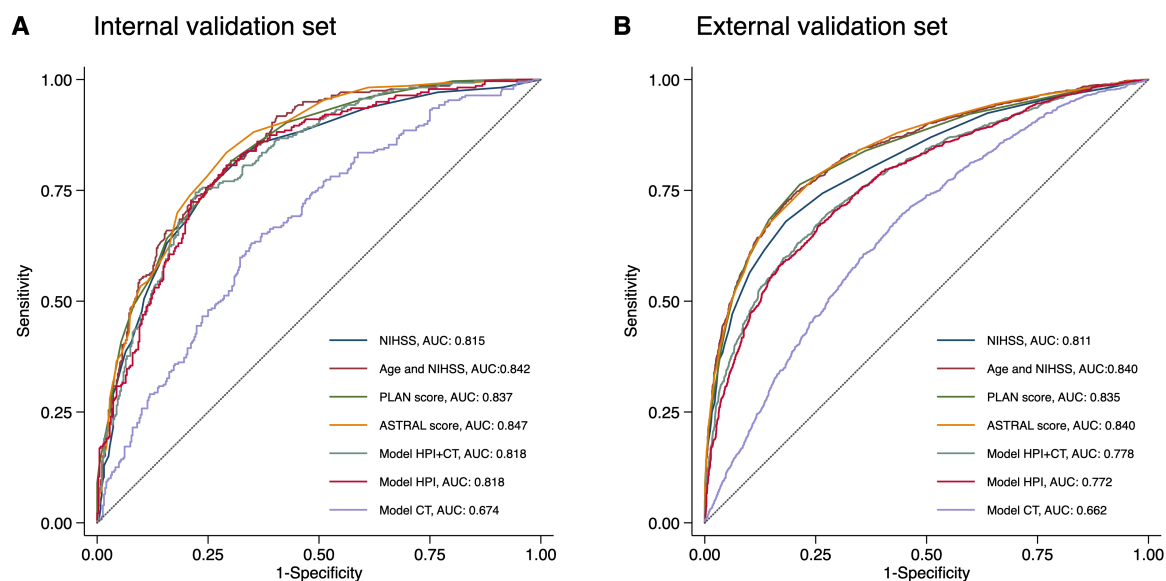 A Internal validation set
1.00
0.75
0.50
0.25
0.00
Sensitivity
NIHSS, AUC: 0.815
Age and NIHSS, AUC:0.842
PLAN score, AUC: 0.837
ASTRAL score, AUC: 0.847
Model HPI+CT, AUC: 0.818
Model HPI, AUC: 0.818
Model CT, AUC: 0.674
0.00 0.25 0.50 0.75 1.00
1-Specificity
B External validation set
1.00
0.75
0.50
0.25
0.00
Sensitivity
NIHSS, AUC: 0.811
Age and NIHSS, AUC:0.840
PLAN score, AUC: 0.835
ASTRAL score, AUC: 0.840
Model HPI+CT, AUC: 0.778
Model HPI, AUC: 0.772
Model CT, AUC: 0.662
0.00 0.25 0.50 0.75 1.00
1-Specificity